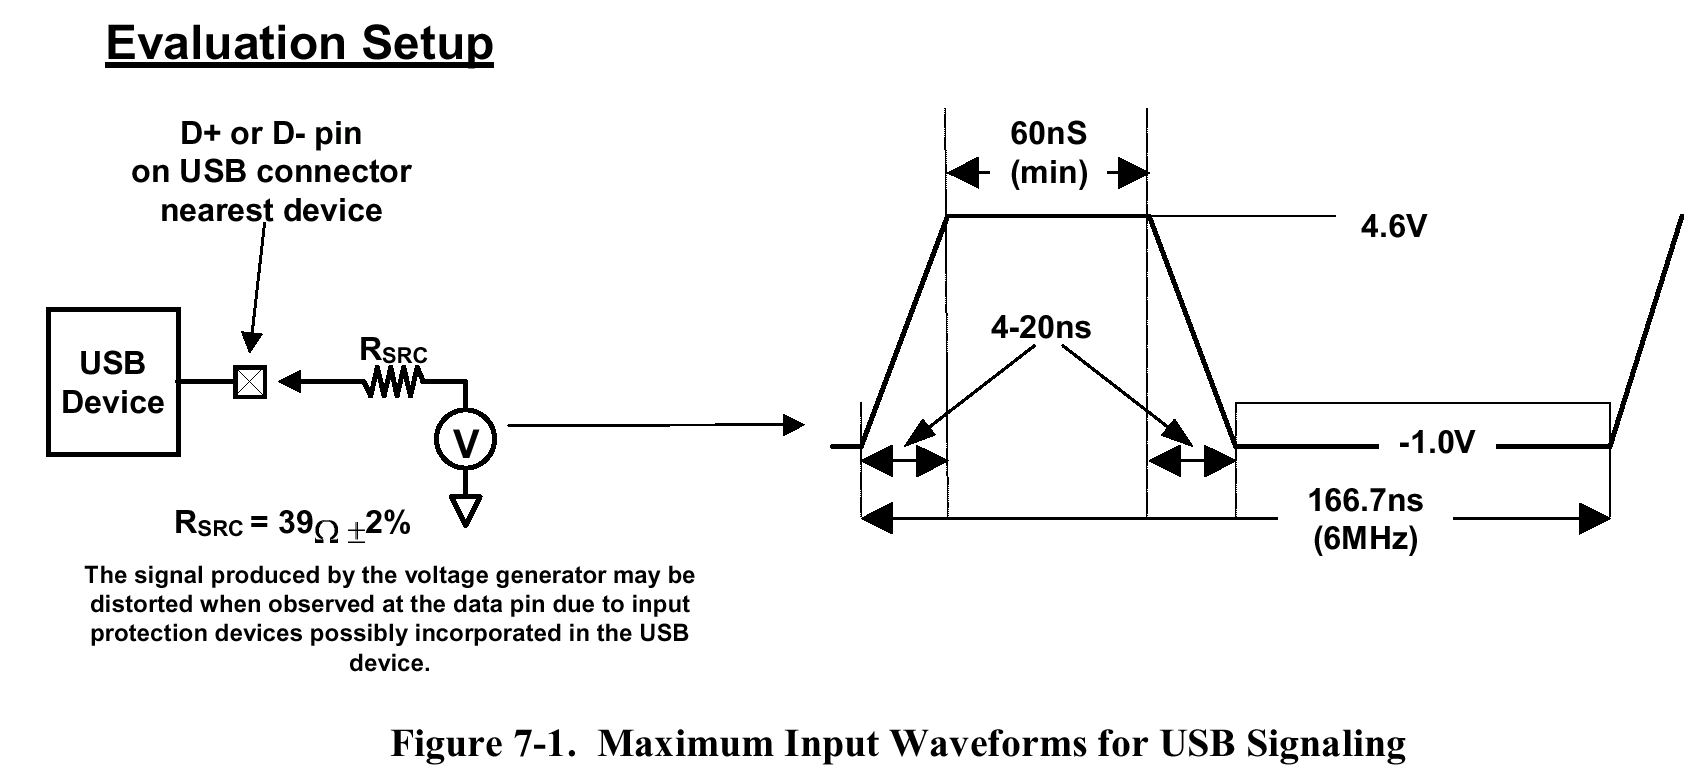 Evaluation Setup
D+ or D- pin
on USB connector
nearest device
USB
Device
RSRC
V
RSRC = 39Ω ±2%
The signal produced by the voltage generator may be
distorted when observed at the data pin due to input
protection devices possibly incorporated in the USB
device.
60nS
(min)
4.6V
4-20ns
-1.0V
166.7ns
(6MHz)
Figure 7-1. Maximum Input Waveforms for USB Signaling